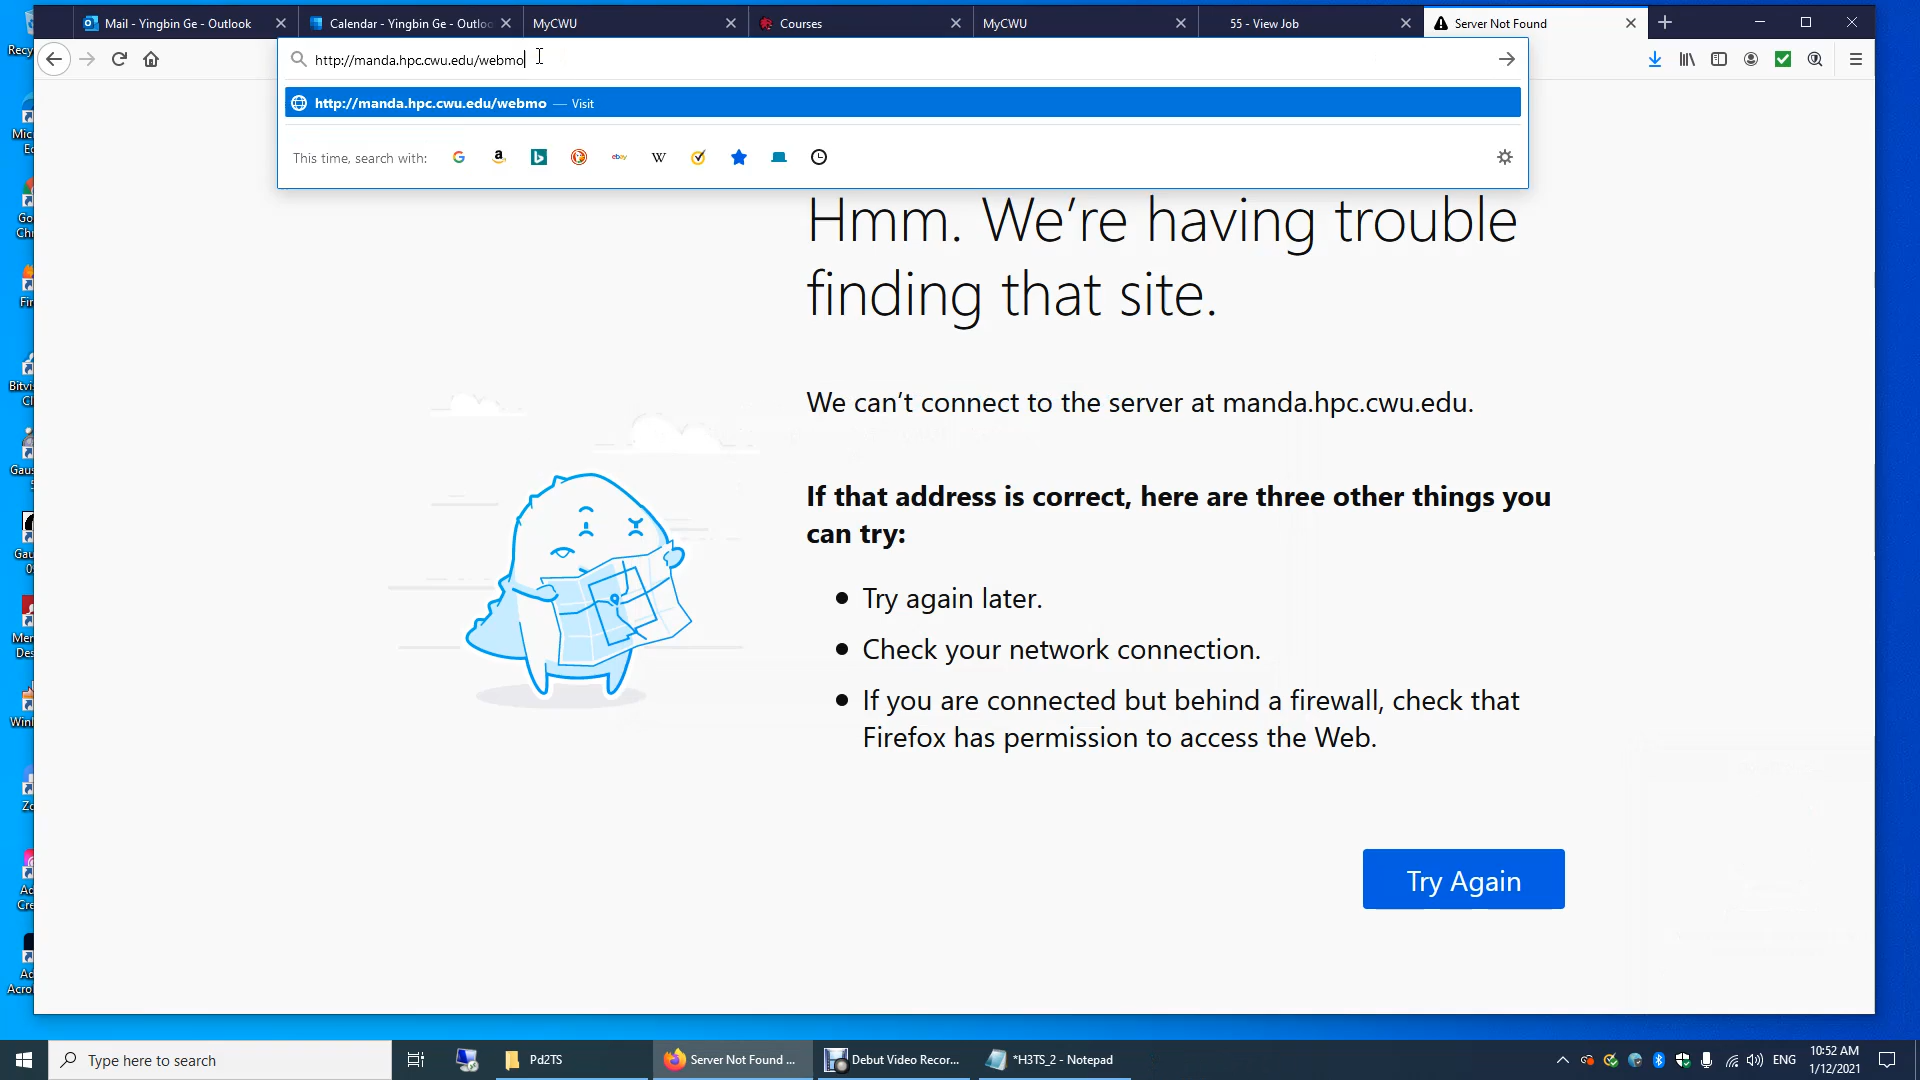 Mail - Yingbin Ge - Outlook
Calendar - Yingbin Ge - Outlo
MyCWU
Courses
MyCWU
55 - View Job
Server Not Found
http://manda.hpc.cwu.edu/webmo
http://manda.hpc.cwu.edu/webmo — Visit
This time, search with:
Hmm. We’re having trouble
finding that site.
We can’t connect to the server at manda.hpc.cwu.edu.
If that address is correct, here are three other things you
can try:
Try again later.
Check your network connection.
If you are connected but behind a firewall, check that
Firefox has permission to access the Web.
Try Again
Type here to search
Pd2TS
Server Not Found ...
Debut Video Recor...
*H3TS_2 - Notepad
ENG
10:52 AM
1/12/2021